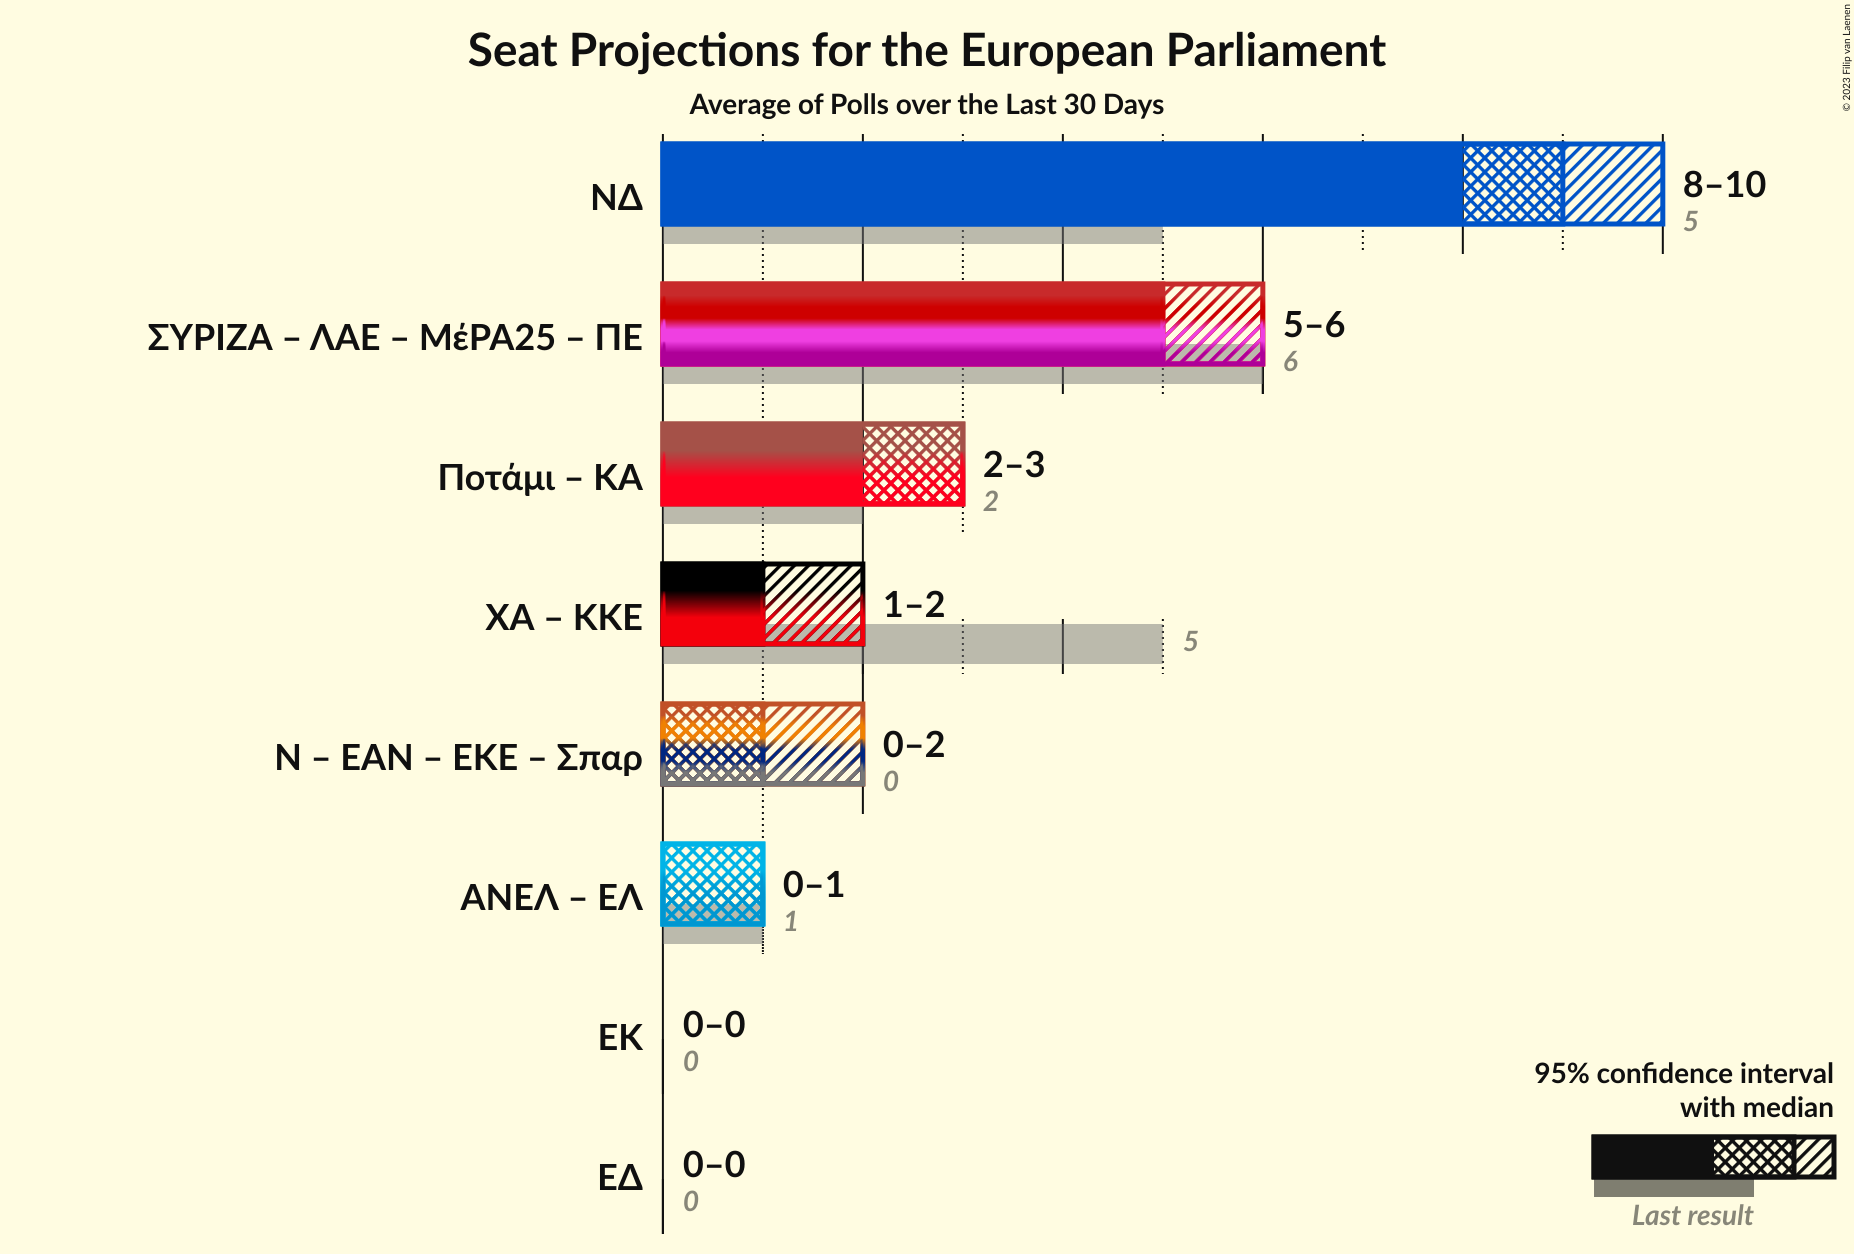 Seat Projections for the European Parliament
Average of Polls over the Last 30 Days
© 2023 Filip van Laenen
ΝΔ
8–10
5
ΣΥΡΙΖΑ – ΛΑΕ – ΜέΡΑ25 – ΠΕ
5–6
6
Ποτάμι – ΚΑ
2–3
2
ΧΑ – ΚΚΕ
1–2
5
Ν – ΕΑΝ – ΕΚΕ – Σπαρ
0–2
0
ΑΝΕΛ – ΕΛ
0–1
1
ΕΚ
0–0
0
ΕΔ
0–0
0
95% confidence interval
with median
Last result